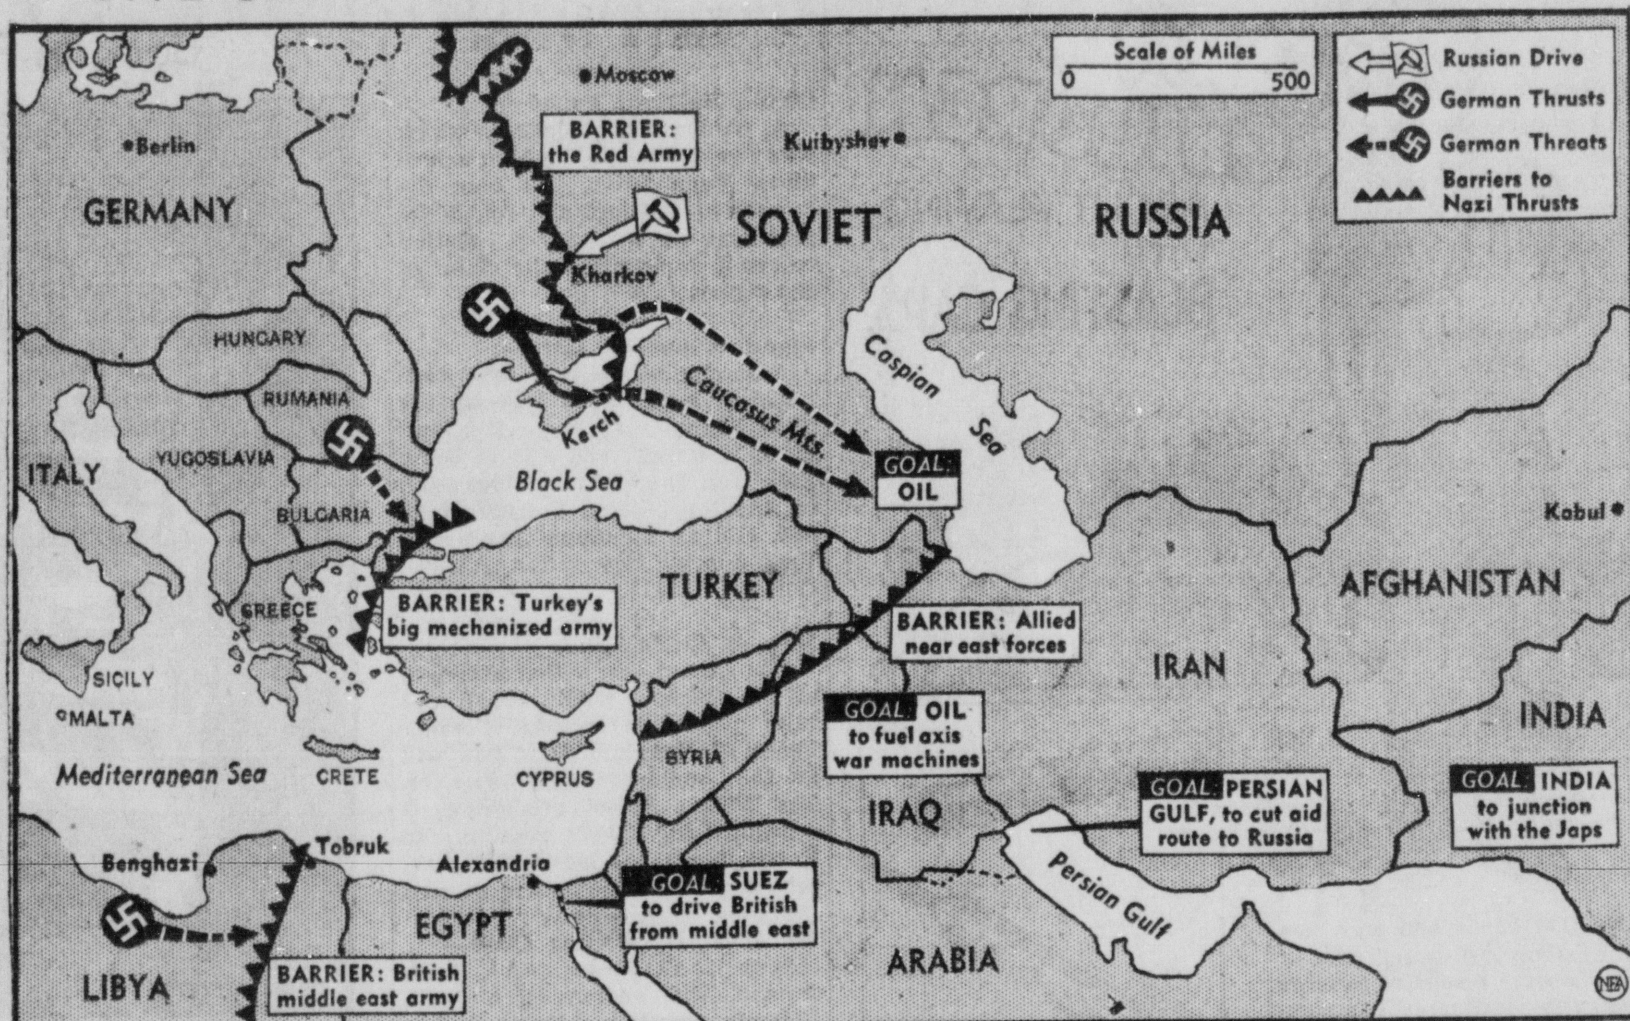 Scale of Miles
0 500
Russian Drive
German Thrusts
German Threats
Barriers to
Nazi Thrusts
Moscow
BARRIER:
the Red Army
Kuibyshev
Berlin
GERMANY
SOVIET RUSSIA
Kharkov
HUNGARY
RUMANIA
Caspian Sea
Caucasus Mts.
Kerch
ITALY
YUGOSLAVIA
BULGARIA
Black Sea
GOAL:
OIL
Kabul
GREECE
TURKEY
AFGHANISTAN
BARRIER: Turkey's
big mechanized army
BARRIER: Allied
near east forces
SICILY
MALTA
IRAN
INDIA
GOAL: OIL
to fuel axis
war machines
Mediterranean Sea
CRETE
CYPRUS
SYRIA
IRAQ
GOAL: PERSIAN
GULF, to cut aid
route to Russia
GOAL: INDIA
to junction
with the Japs
Benghazi
Tobruk
Alexandria
GOAL: SUEZ
to drive British
from middle east
Persian Gulf
LIBYA
EGYPT
ARABIA
BARRIER: British
middle east army
NEA